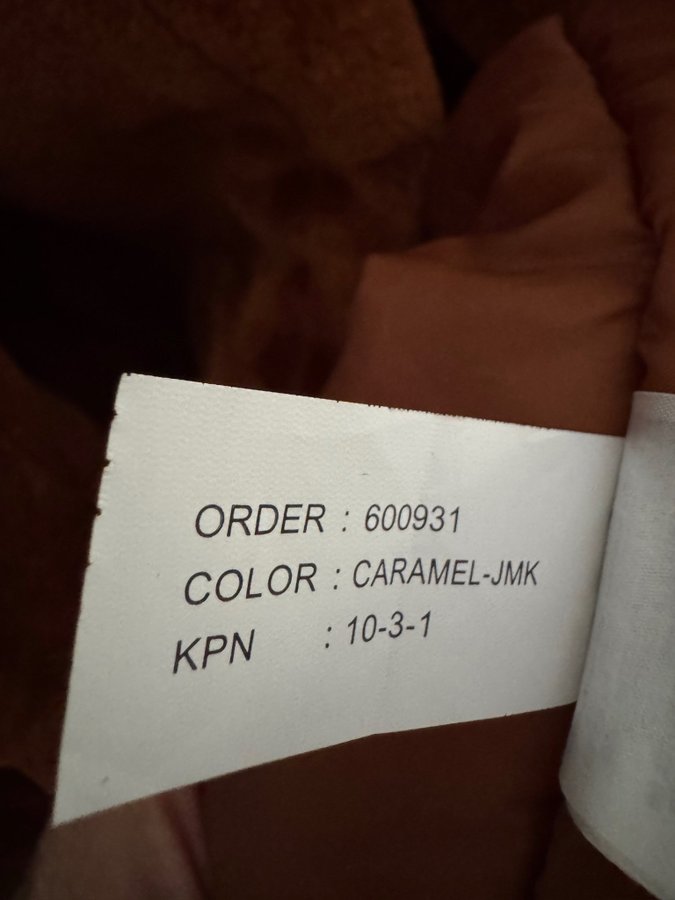 ORDER : 600931
COLOR : CARAMEL-JMK
KPN : 10-3-1